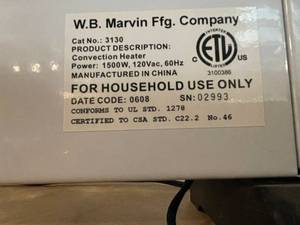 W.B. Marvin Ffg. Company
Cat No.: 3130
PRODUCT DESCRIPTION:
Convection Heater
Power: 1500W, 120Vac, 60Hz
MANUFACTURED IN CHINA
C ETL US
INTERTEK
3100386
FOR HOUSEHOLD USE ONLY
DATE CODE: 0608 SN: 02993
CONFORMS TO UL STD. 1278
CERTIFIED TO CSA STD. C22.2 No.46